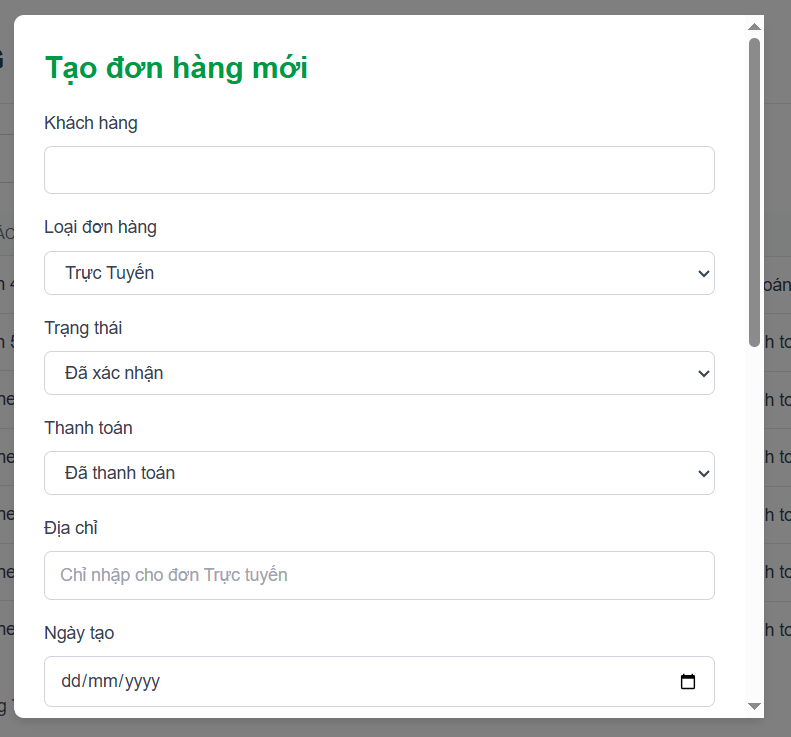 Tạo đơn hàng mới
Khách hàng
Loại đơn hàng
Trực Tuyến
Trạng thái
Đã xác nhận
Thanh toán
Đã thanh toán
Địa chỉ
Chỉ nhập cho đơn Trực tuyến
Ngày tạo
dd/mm/yyyy